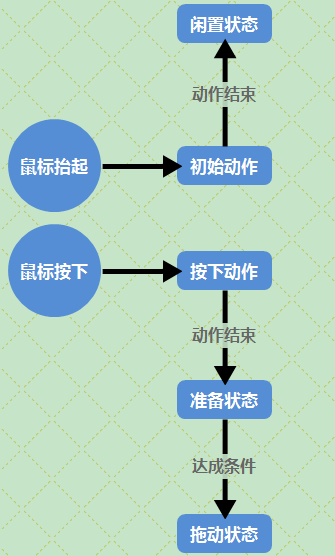 闲置状态
动作结束
鼠标抬起
初始动作
鼠标按下
按下动作
动作结束
准备状态
达成条件
拖动状态